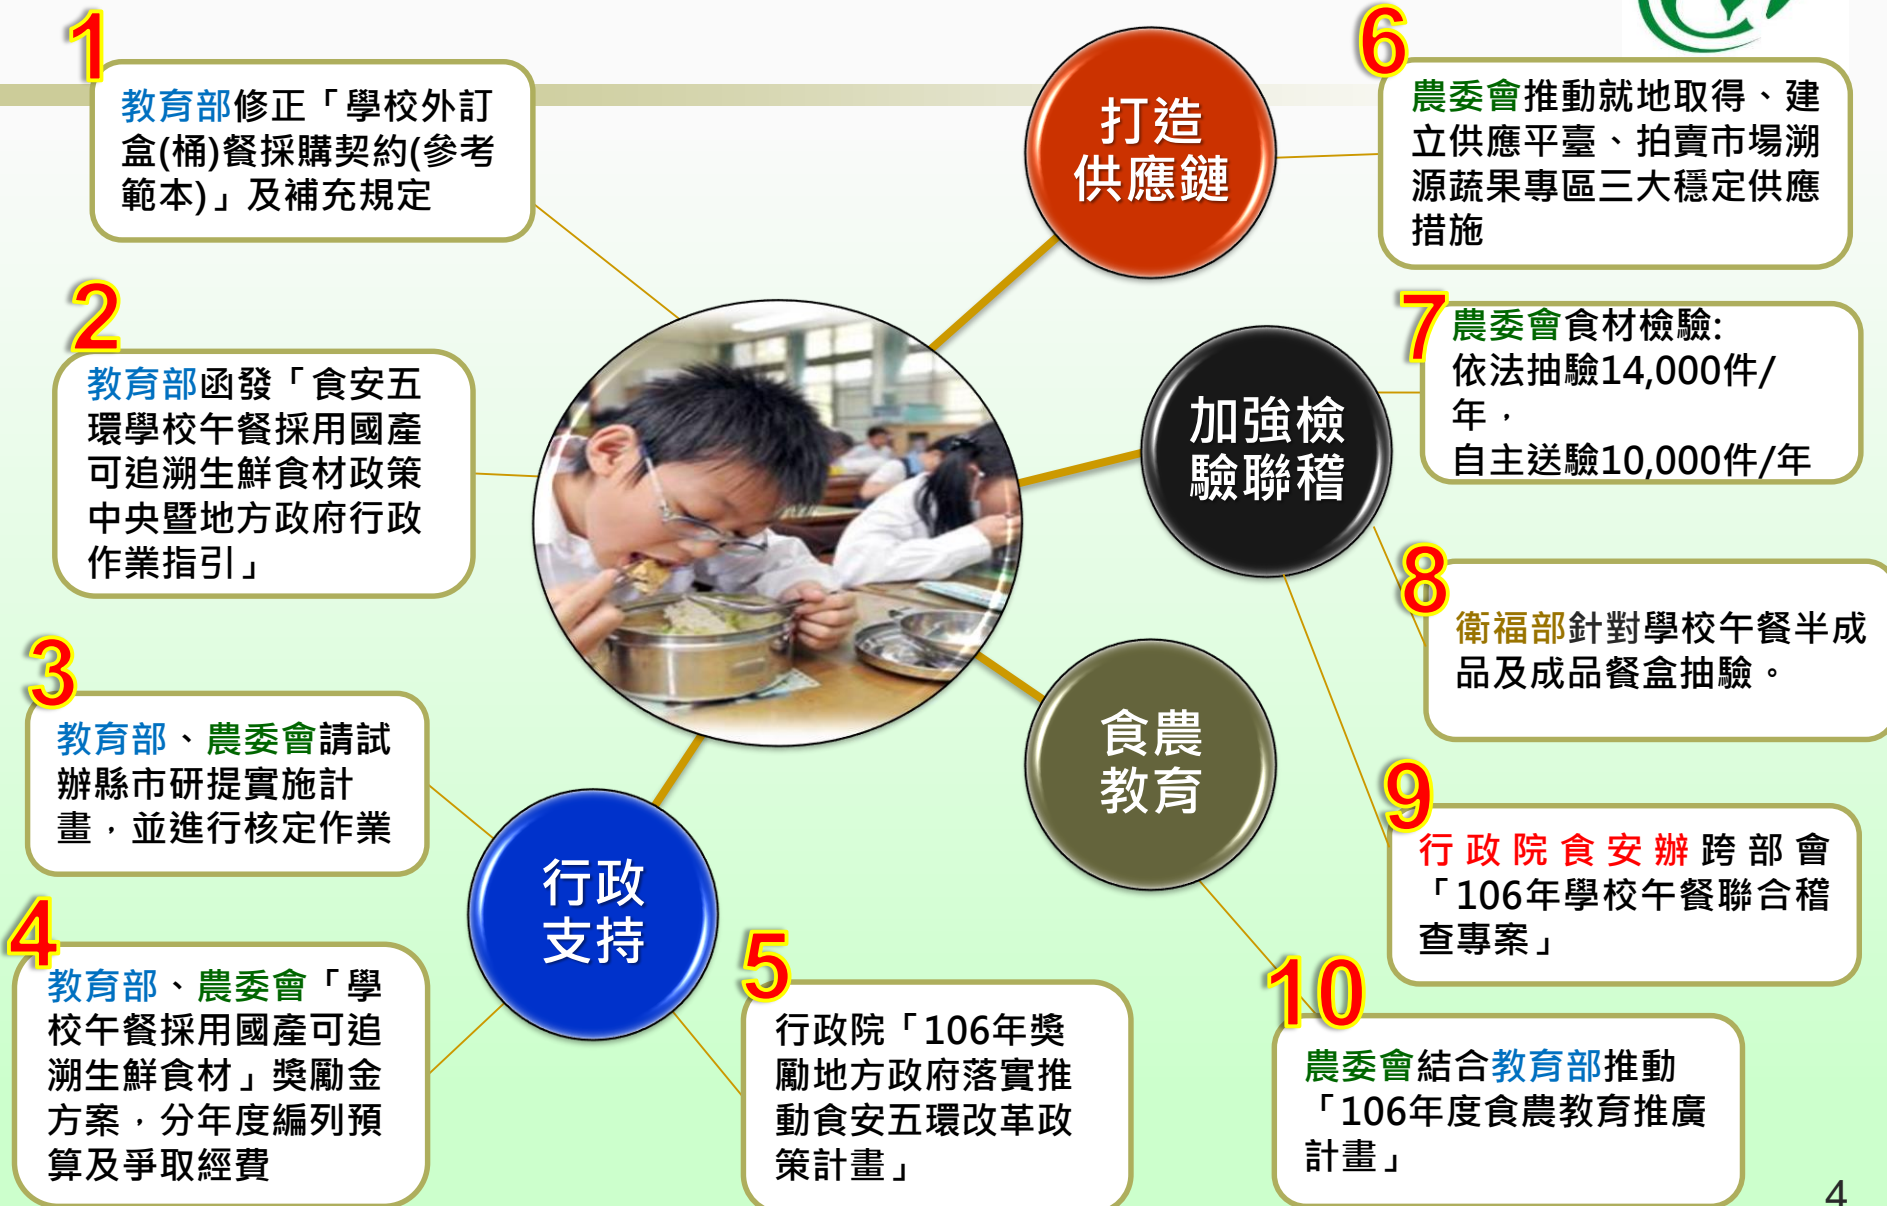 1
教育部修正「學校外訂
盒(桶)餐採購契約(參考
範本)」及補充規定
2
教育部函發「食安五
環學校午餐採用國產
可追溯生鮮食材政策
中央暨地方政府行政
作業指引」
3
教育部、農委會請試
辦縣市研提實施計
畫，並進行核定作業
4
教育部、農委會「學
校午餐採用國產可追
溯生鮮食材」獎勵金
方案，分年度編列預
算及爭取經費
行政
支持
5
行政院「106年獎
勵地方政府落實推
動食安五環改革政
策計畫」
打造
供應鏈
6
農委會推動就地取得、建
立供應平臺、拍賣市場溯
源蔬果專區三大穩定供應
措施
加強檢
驗聯稽
7
農委會食材檢驗:
依法抽驗14,000件/
年，
自主送驗10,000件/年
8
衛福部針對學校午餐半成
品及成品餐盒抽驗。
9
行政院食安辦跨部會
「106年學校午餐聯合稽
查專案」
食農
教育
10
農委會結合教育部推動
「106年度食農教育推廣
計畫」
4